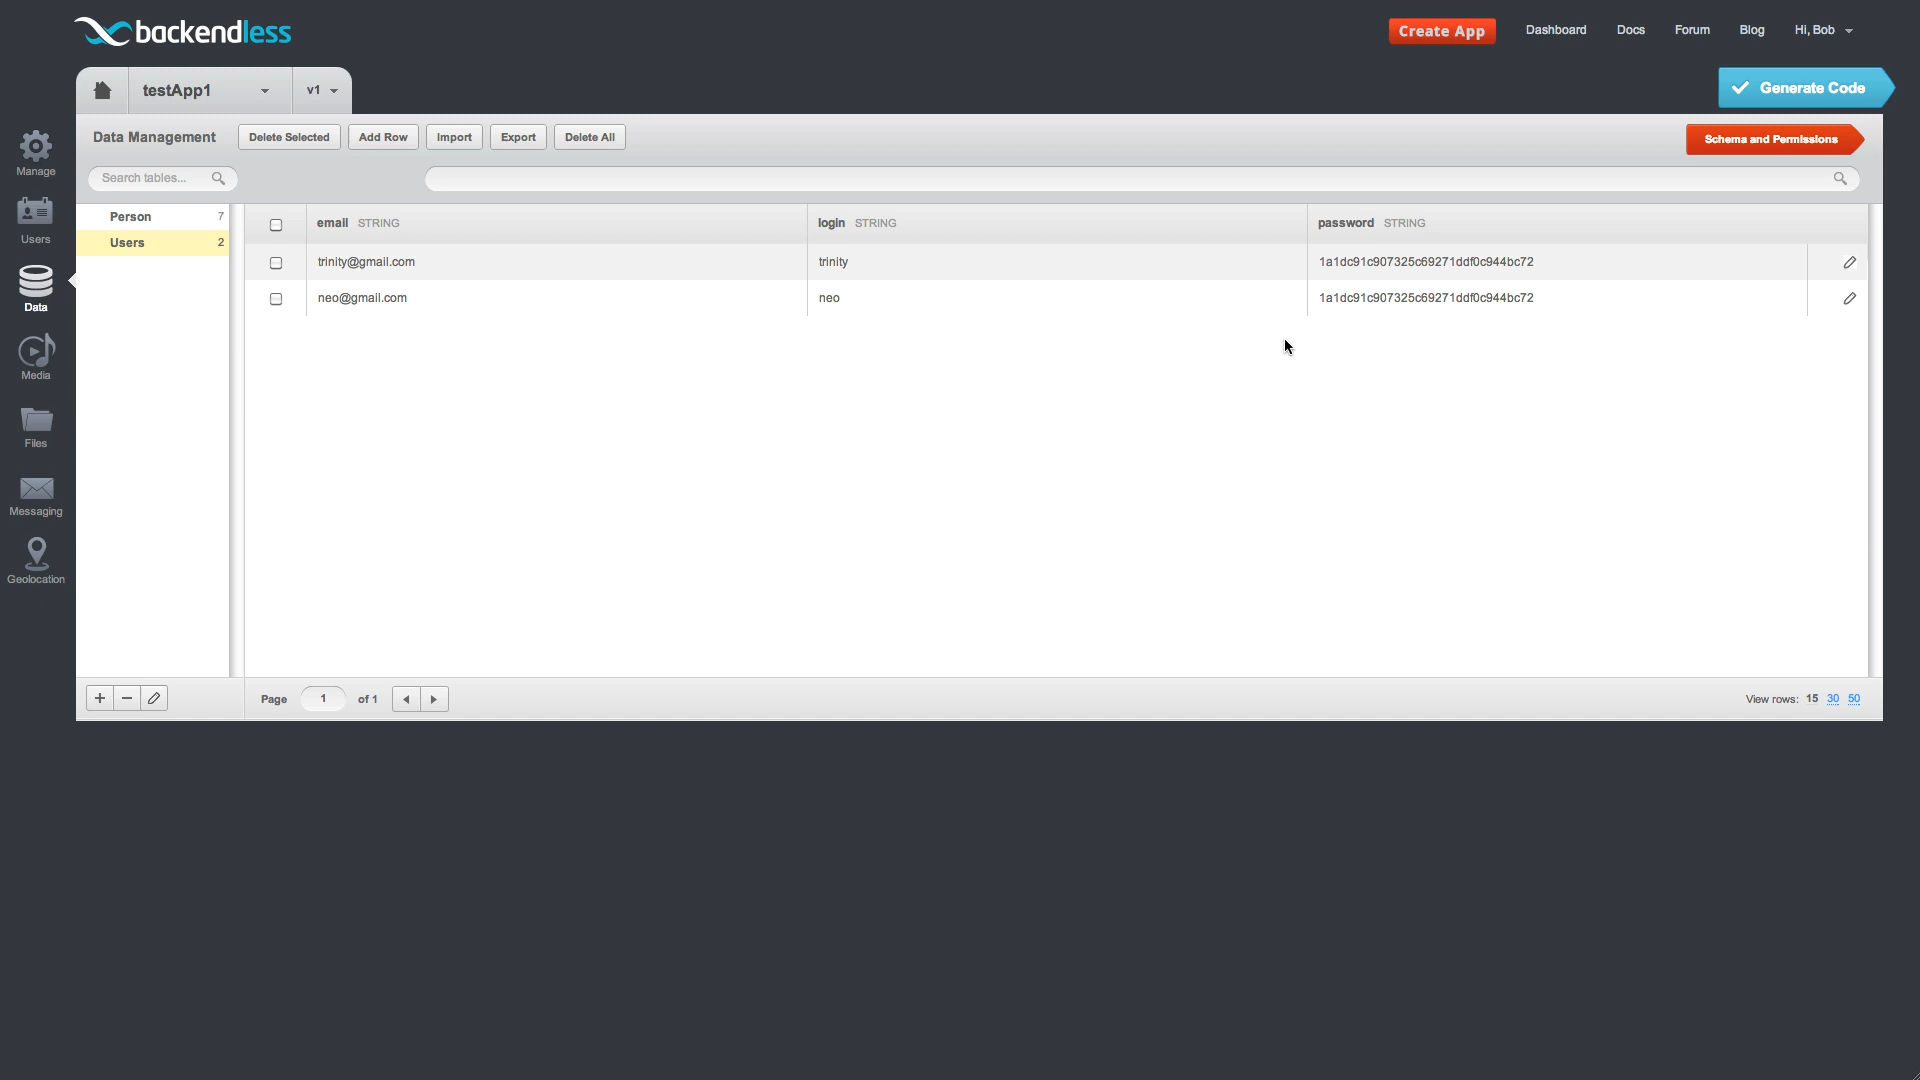 backendless
Create App
Dashboard
Docs
Forum
Blog
Hi, Bob
testApp1
v1
Generate Code
Data Management
Delete Selected
Add Row
Import
Export
Delete All
Schema and Permissions
Search tables...
Manage
Users
Data
Media
Files
Messaging
Geolocation
Person 7
Users 2
email STRING login STRING password STRING
trinity@gmail.com trinity 1a1dc91c907325c69271ddf0c944bc72
neo@gmail.com neo 1a1dc91c907325c69271ddf0c944bc72
Page 1 of 1
View rows: 15 30 50